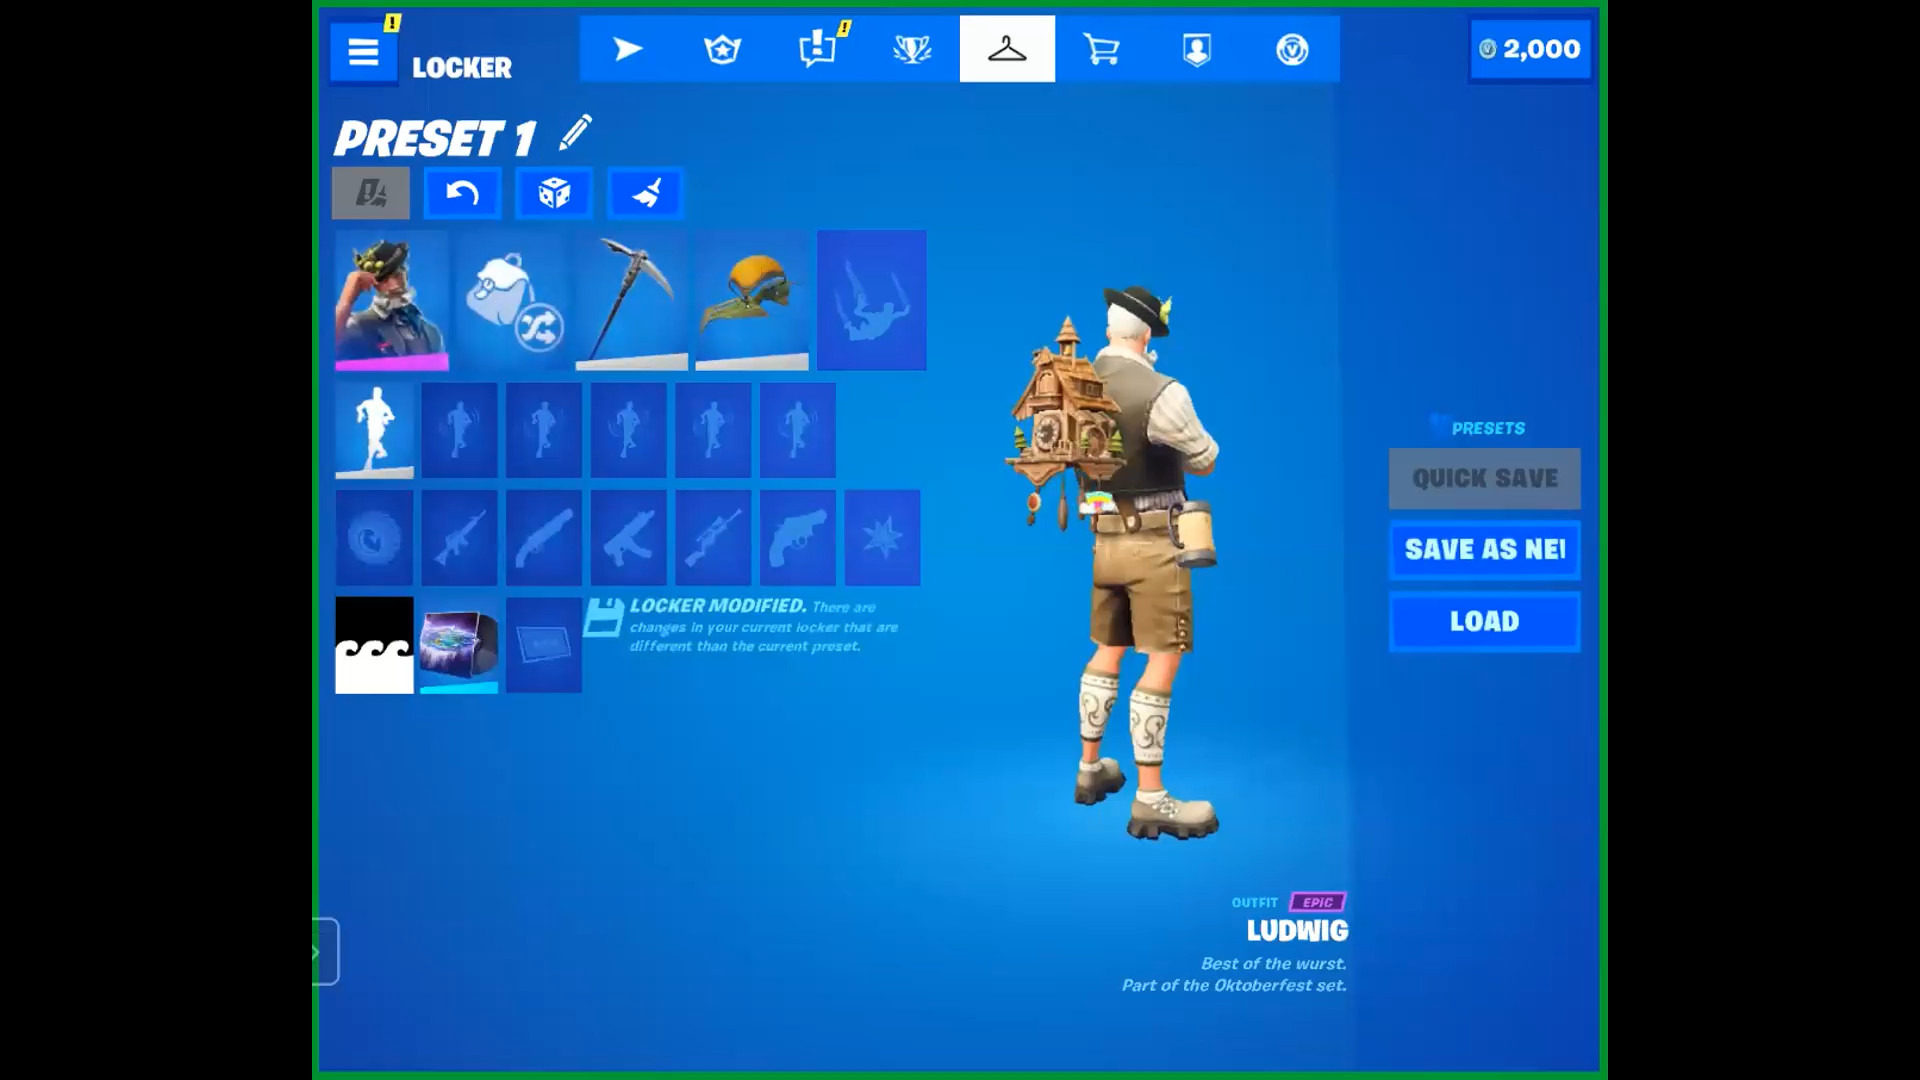 LOCKER
2,000
PRESET 1
LOCKER MODIFIED. There are
changes in your current locker that are
different than the current preset.
PRESETS
QUICK SAVE
SAVE AS NE
LOAD
OUTFIT EPIC
LUDWIG
Best of the wurst.
Part of the Oktoberfest set.